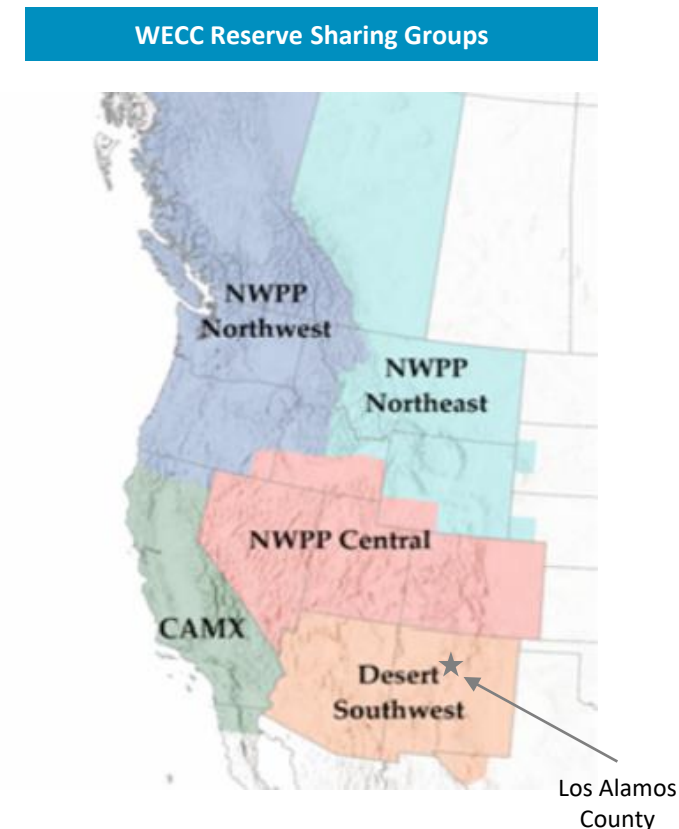 WECC Reserve Sharing Groups
NWPP
Northwest
NWPP
Northeast
NWPP Central
CAMX
Desert
Southwest
Los Alamos
County